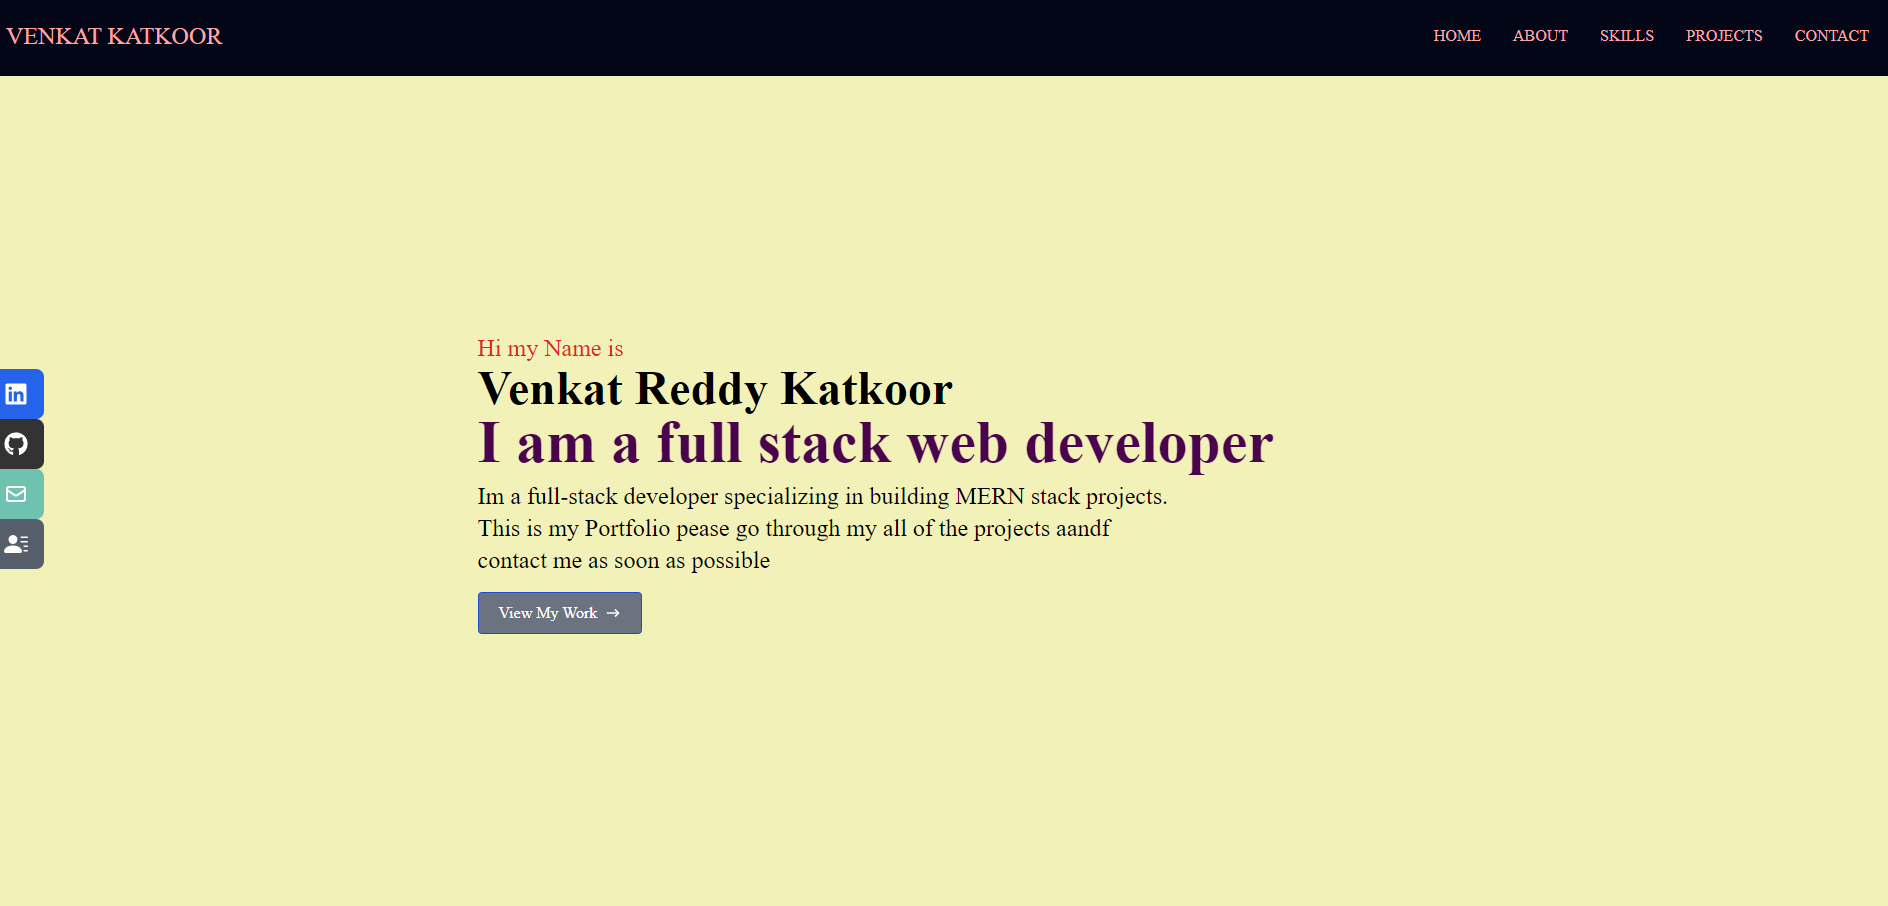 VENKAT KATKOOR
HOME ABOUT SKILLS PROJECTS CONTACT
Hi my Name is
Venkat Reddy Katkoor
I am a full stack web developer
Im a full-stack developer specializing in building MERN stack projects.
This is my Portfolio pease go through my all of the projects aandf
contact me as soon as possible
View My Work →
in